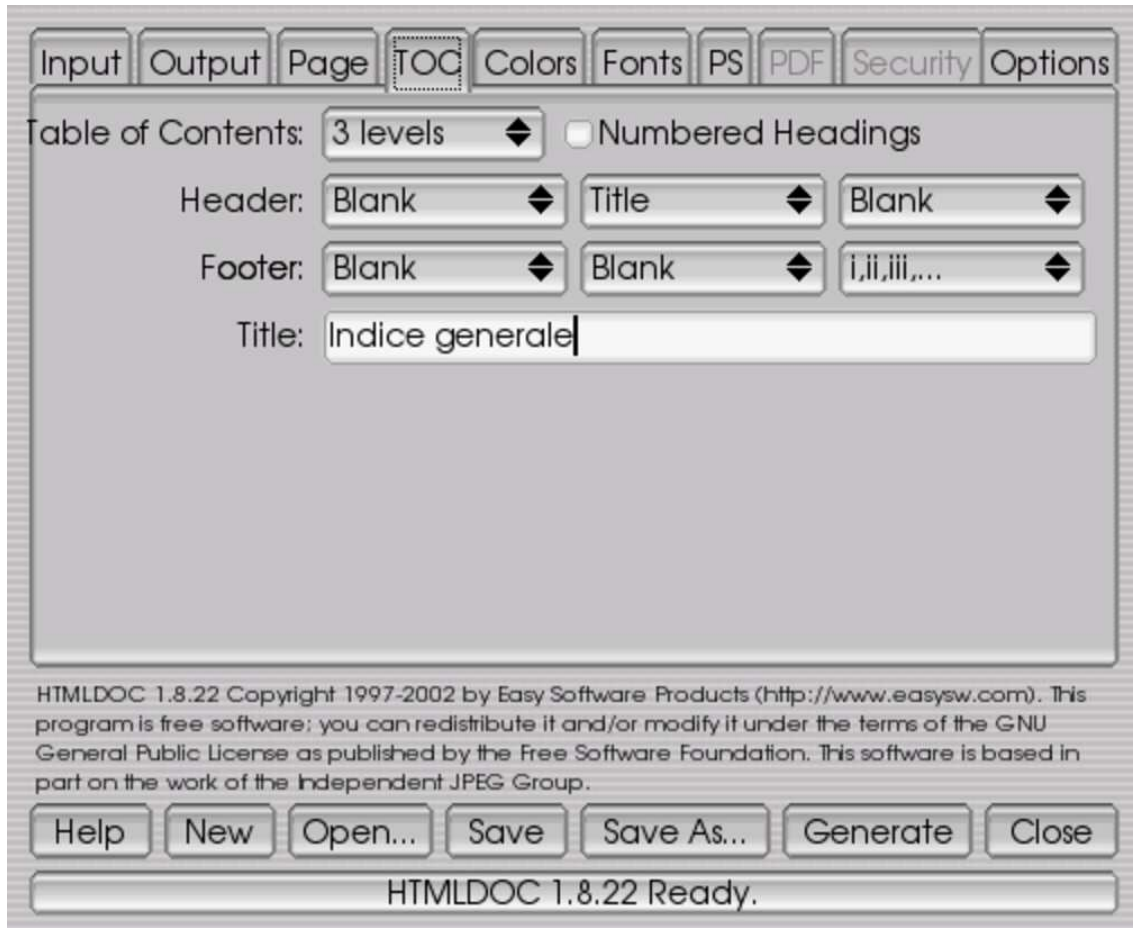 Input Output Page TOC Colors Fonts PS PDF Security Options
Table of Contents: 3 levels Numbered Headings
Header: Blank Title Blank
Footer: Blank Blank i,ii,iii,...
Title: Indice generale
HTMLDOC 1.8.22 Copyright 1997-2002 by Easy Software Products (http://www.easysw.com). This
program is free software; you can redistribute it and/or modify it under the terms of the GNU
General Public License as published by the Free Software Foundation. This software is based in
part on the work of the Independent JPEG Group.
Help New Open... Save Save As... Generate Close
HTMLDOC 1.8.22 Ready.